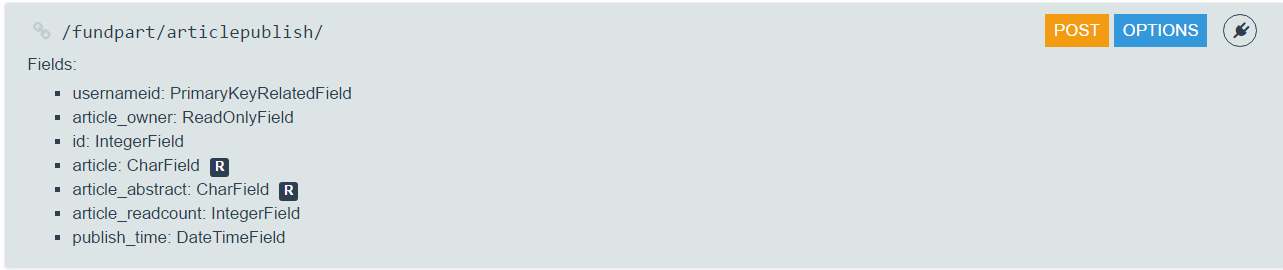 /fundpart/articlepublish/ POST OPTIONS
Fields:
usernameid: PrimaryKeyRelatedField
article_owner: ReadOnlyField
id: IntegerField
article: CharField R
article_abstract: CharField R
article_readcount: IntegerField
publish_time: DateTimeField